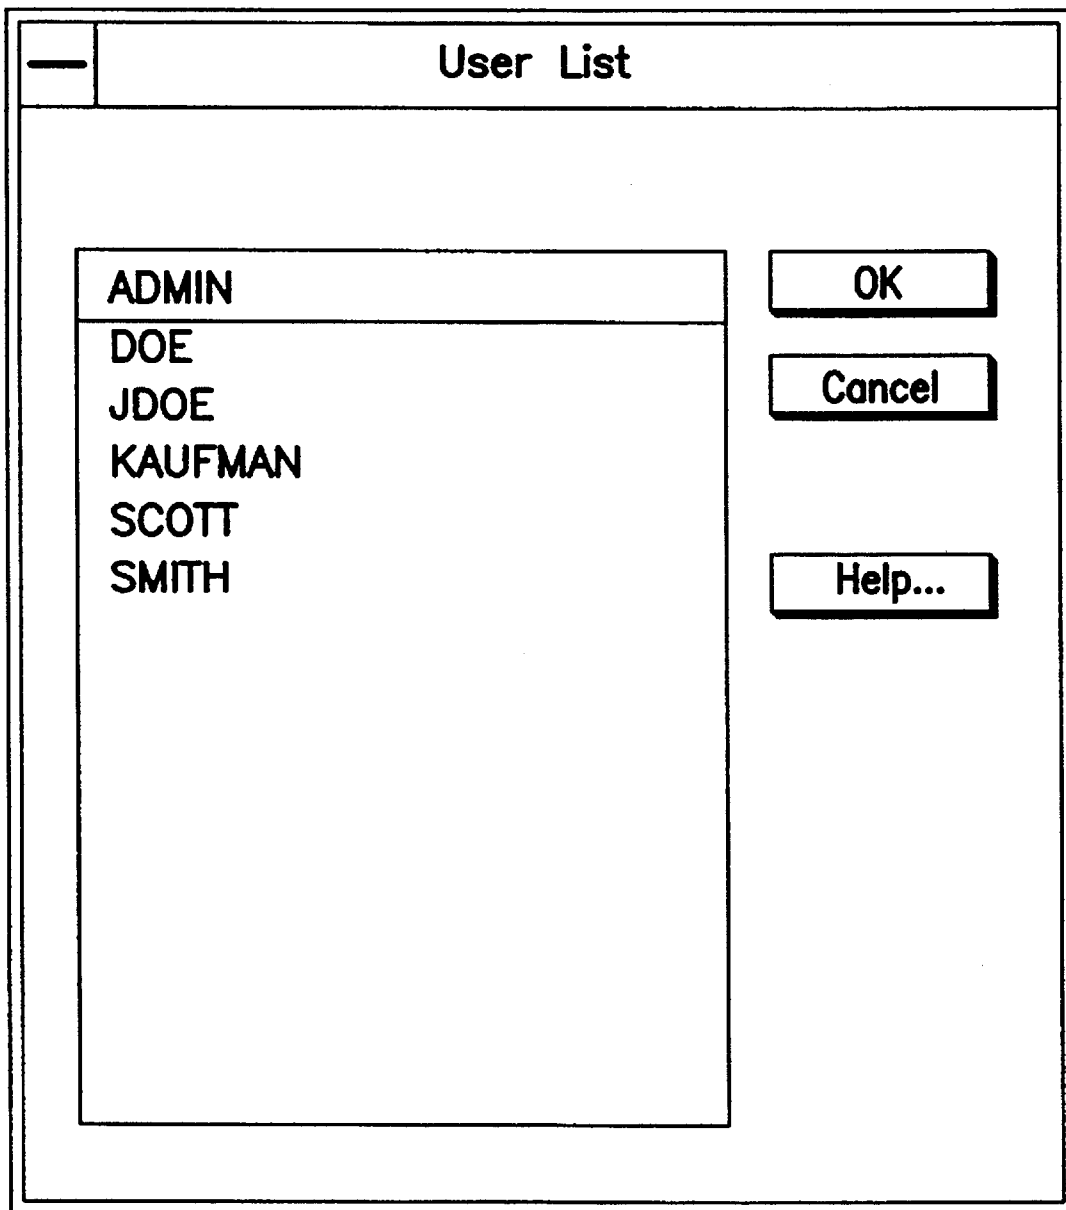 User List
ADMIN
DOE
JDOE
KAUFMAN
SCOTT
SMITH
OK
Cancel
Help...